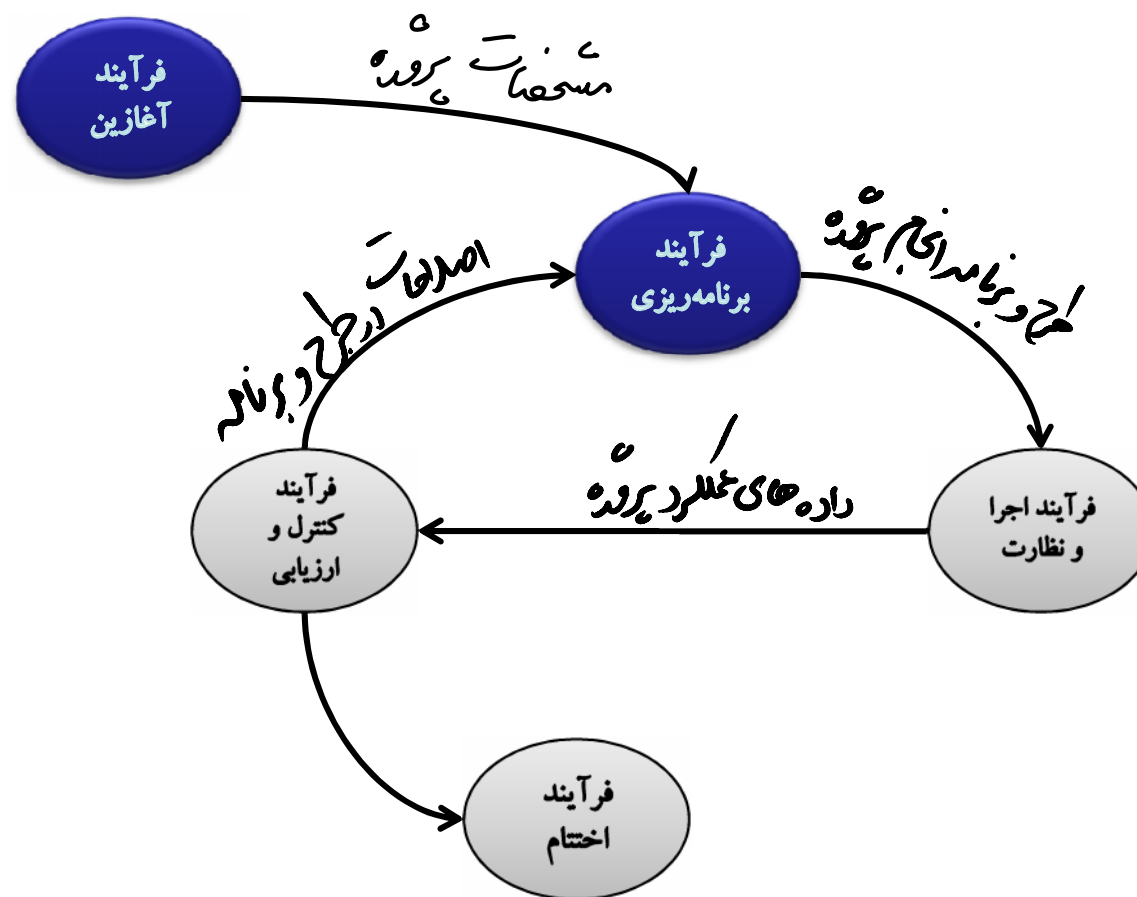 فرآیند
آغازین
مشخصات پروژه
فرآیند
برنامه‌ریزی
طرح و برنامه انجام پروژه
اصلاحات در طرح و برنامه
فرآیند اجرا
و نظارت
داده های عملکرد پروژه
فرآیند
کنترل و
ارزیابی
فرآیند
اختتام